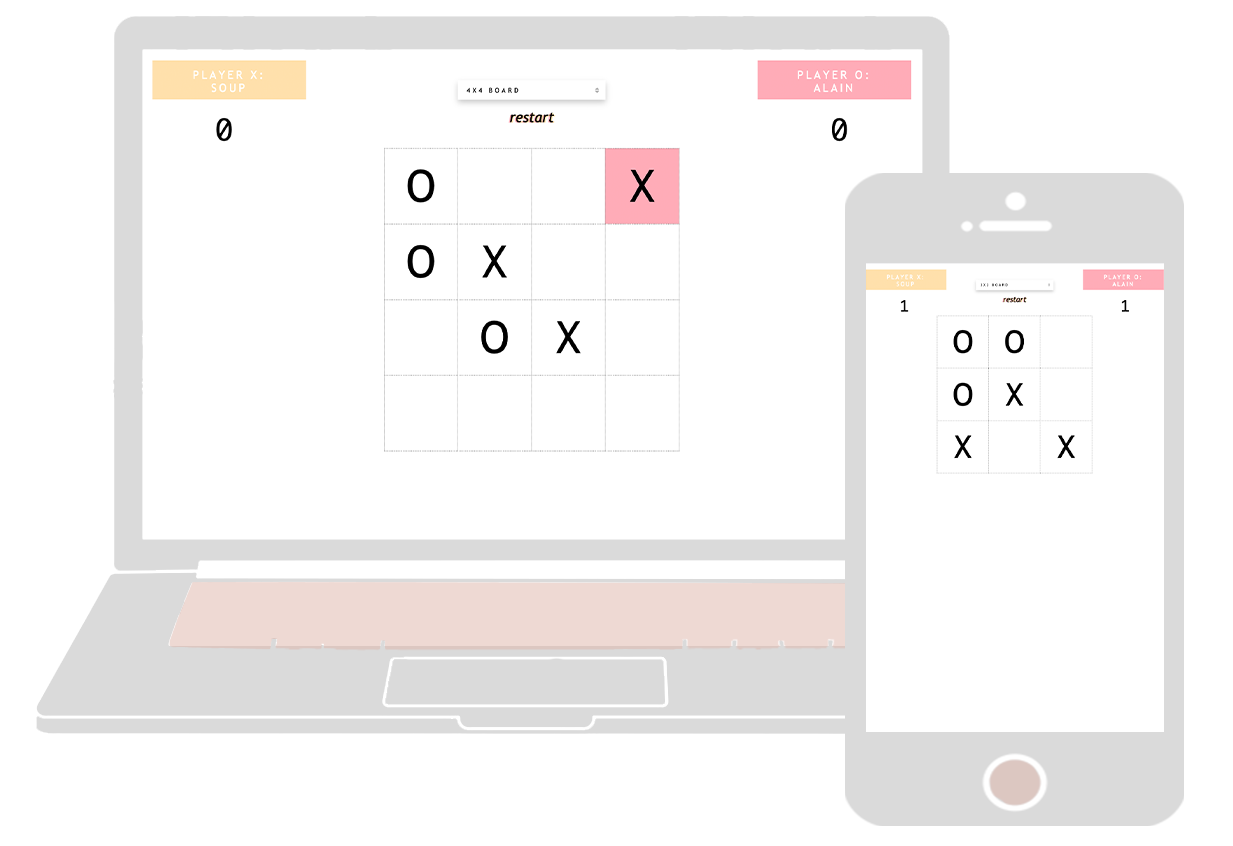 PLAYER X:
SOUP
0
4X4 BOARD
restart
PLAYER O:
ALAIN
0
O X
O X
O X
PLAYER X:
SOUP
1
3X3 BOARD
restart
PLAYER O:
ALAIN
1
O O
O X
X X